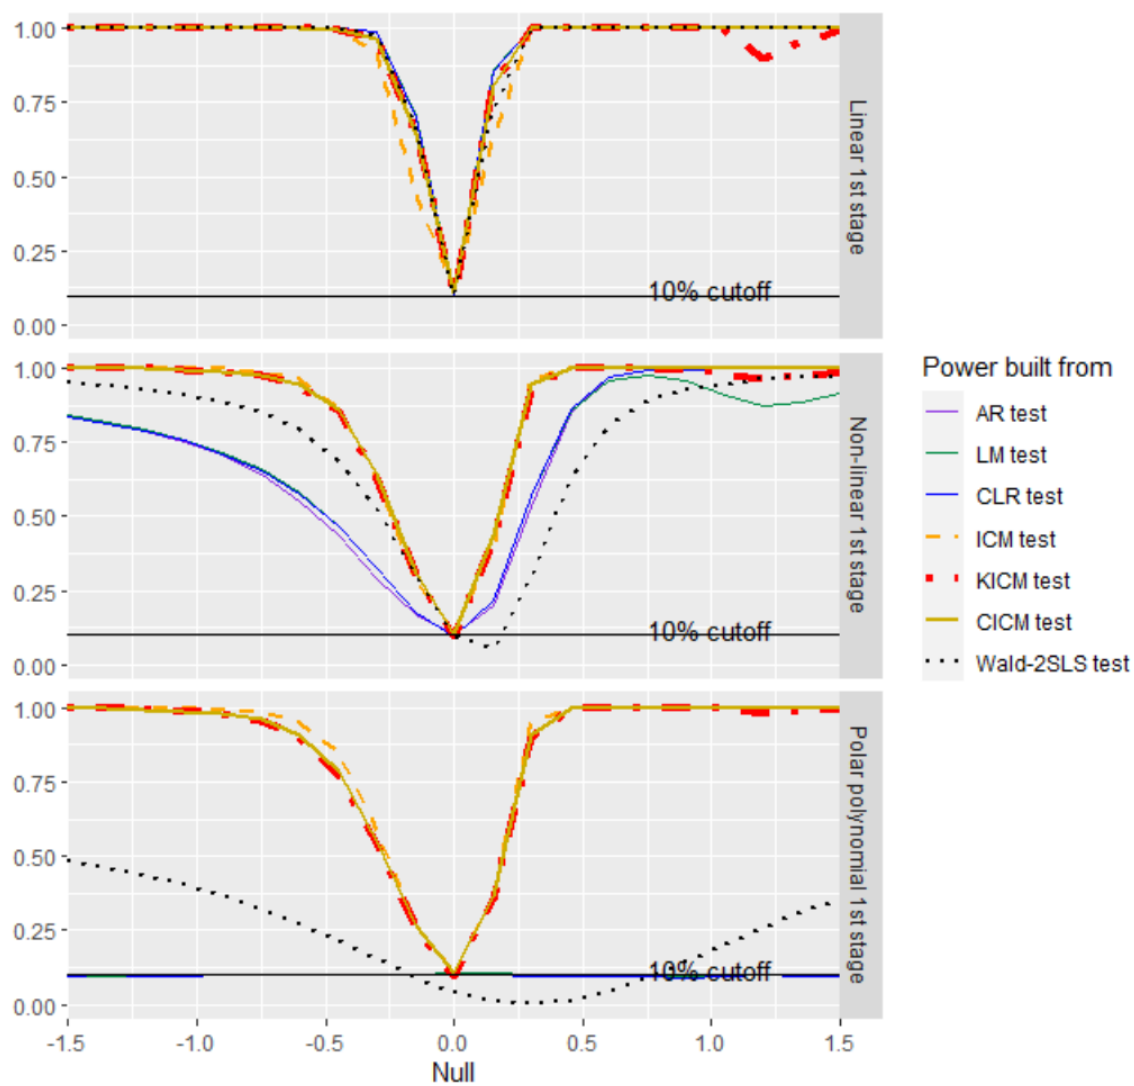 1.00
0.75
0.50
0.25
0.00
10% cutoff
Linear 1st stage
1.00
0.75
0.50
0.25
0.00
10% cutoff
Non-linear 1st stage
1.00
0.75
0.50
0.25
0.00
10% cutoff
Polar polynomial 1st stage
-1.5
-1.0
-0.5
0.0
0.5
1.0
1.5
Null
Power built from
AR test
LM test
CLR test
ICM test
KICM test
CICM test
Wald-2SLS test